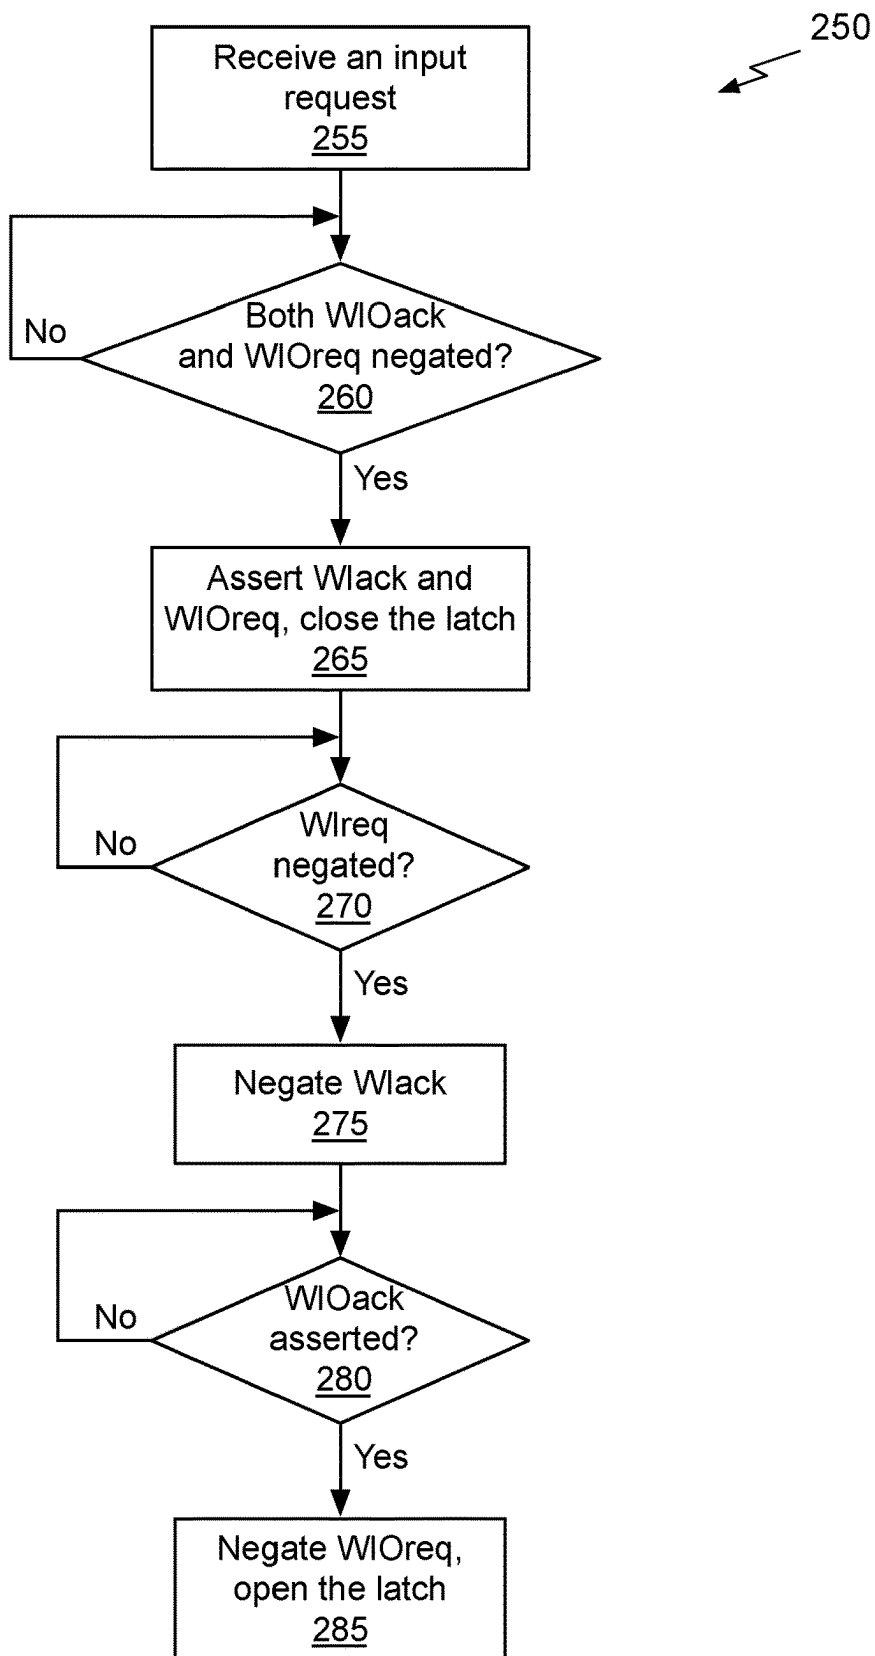 250
Receive an input
request
255
Both WIOack
and WIOreq negated?
260
No
Yes
Assert WIack and
WIOreq, close the latch
265
WIreq
negated?
270
No
Yes
Negate WIack
275
WIOack
asserted?
280
No
Yes
Negate WIOreq,
open the latch
285